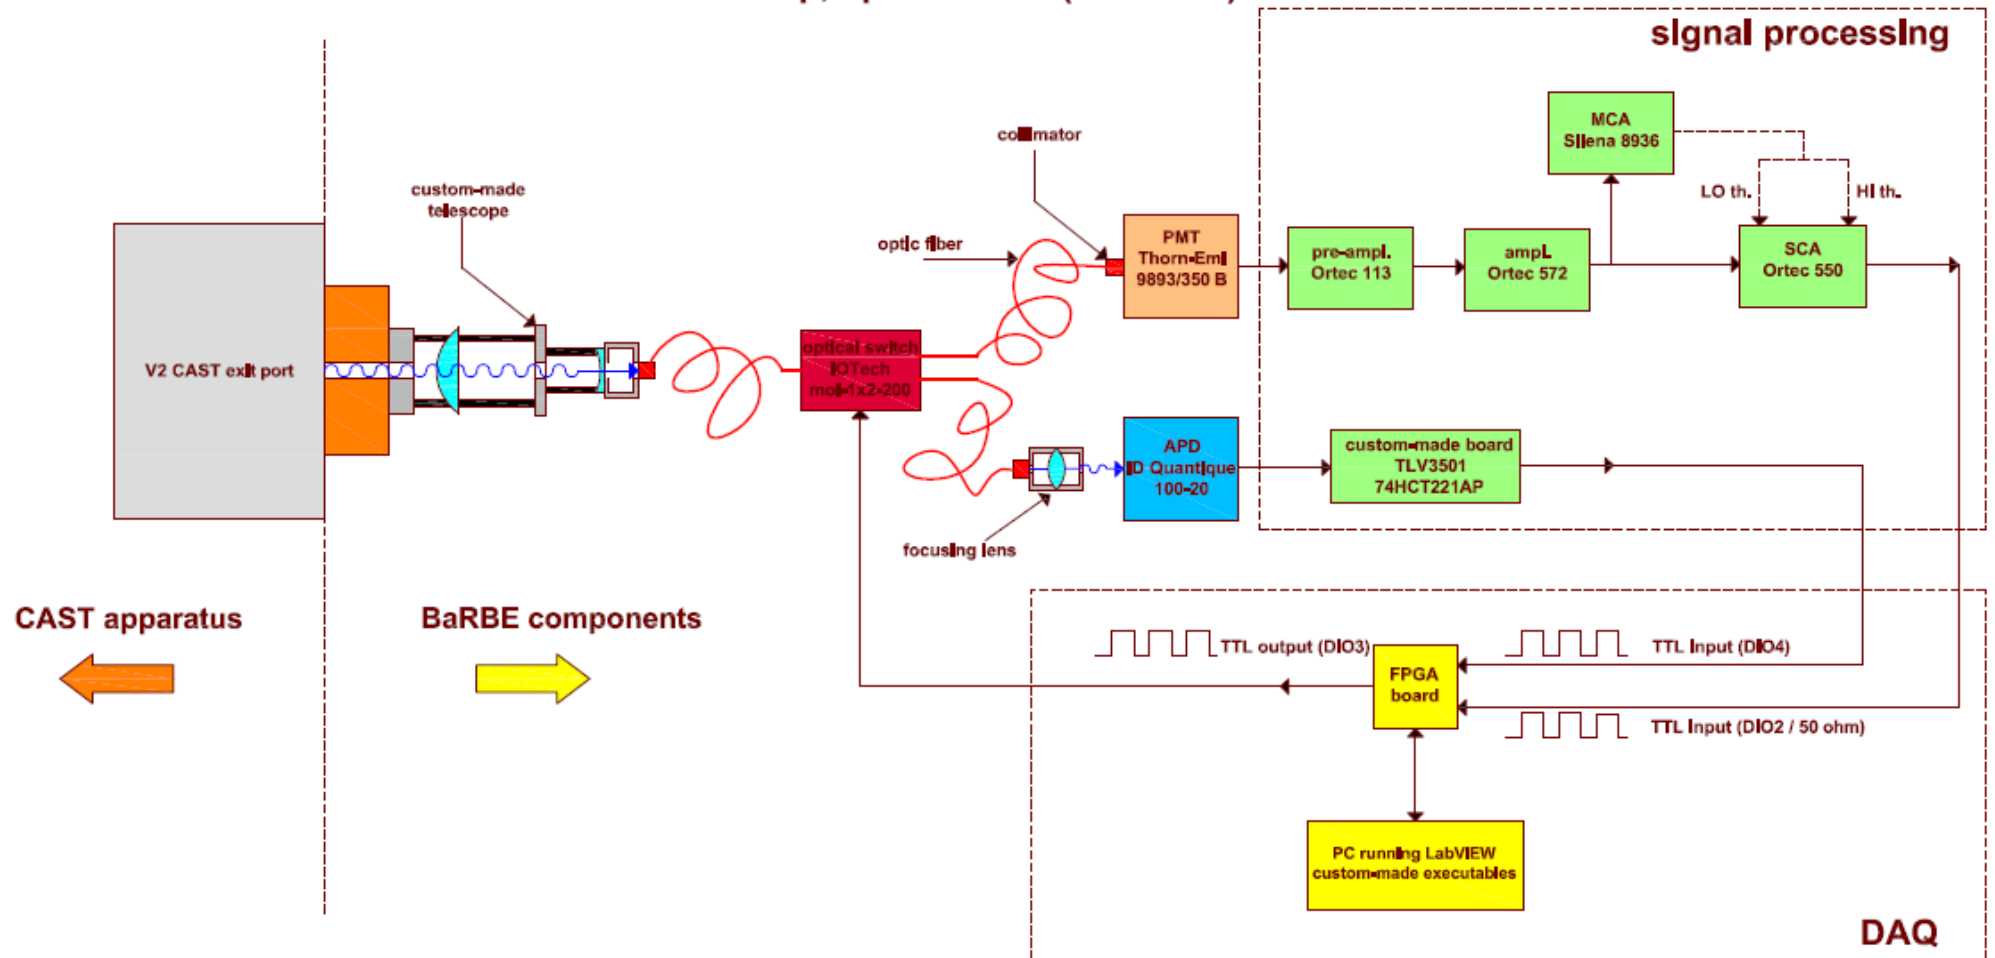 signal processing
MCA
Silena 8936
collimator
custom-made
telescope
LO th.
HI th.
optic fiber
PMT
Thorn-Emi
9893/350 B
pre-ampl.
Ortec 113
ampl.
Ortec 572
SCA
Ortec 550
V2 CAST exit port
optical switch
IOTech
mol-1x2-200
APD
ID Quantique
100-20
custom-made board
TLV3501
74HCT221AP
focusing lens
CAST apparatus
BaRBE components
TTL output (DIO3)
TTL Input (DIO4)
FPGA
board
TTL Input (DIO2 / 50 ohm)
PC running LabVIEW
custom-made executables
DAQ